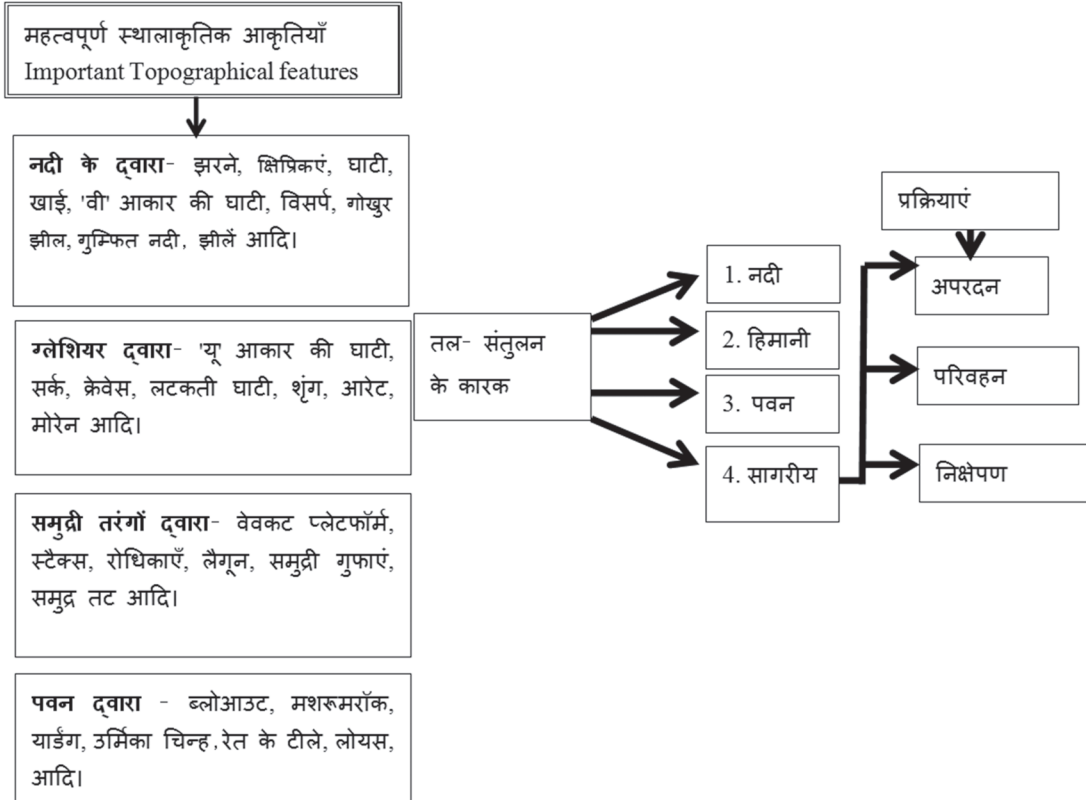 महत्वपूर्ण स्थालाकृतिक आकृतियाँ
Important Topographical features
नदी के द्वारा- झरने, क्षिप्रिकएं, घाटी,
खाई, 'वी' आकार की घाटी, विसर्प, गोखुर
झील, गुम्फित नदी, झीलें आदि।
ग्लेशियर द्वारा- 'यू' आकार की घाटी,
सर्क, क्रेवेस, लटकती घाटी, शृंग, आरेट,
मोरेन आदि।
समुद्री तरंगों द्वारा- वेवकट प्लेटफॉर्म,
स्टैक्स, रोधिकाएँ, लैगून, समुद्री गुफाएं,
समुद्र तट आदि।
पवन द्वारा - ब्लोआउट, मशरूमरॉक,
यार्डंग, उर्मिका चिन्ह, रेत के टीले, लोयस,
आदि।
तल- संतुलन
के कारक
1. नदी
2. हिमानी
3. पवन
4. सागरीय
प्रक्रियाएं
अपरदन
परिवहन
निक्षेपण